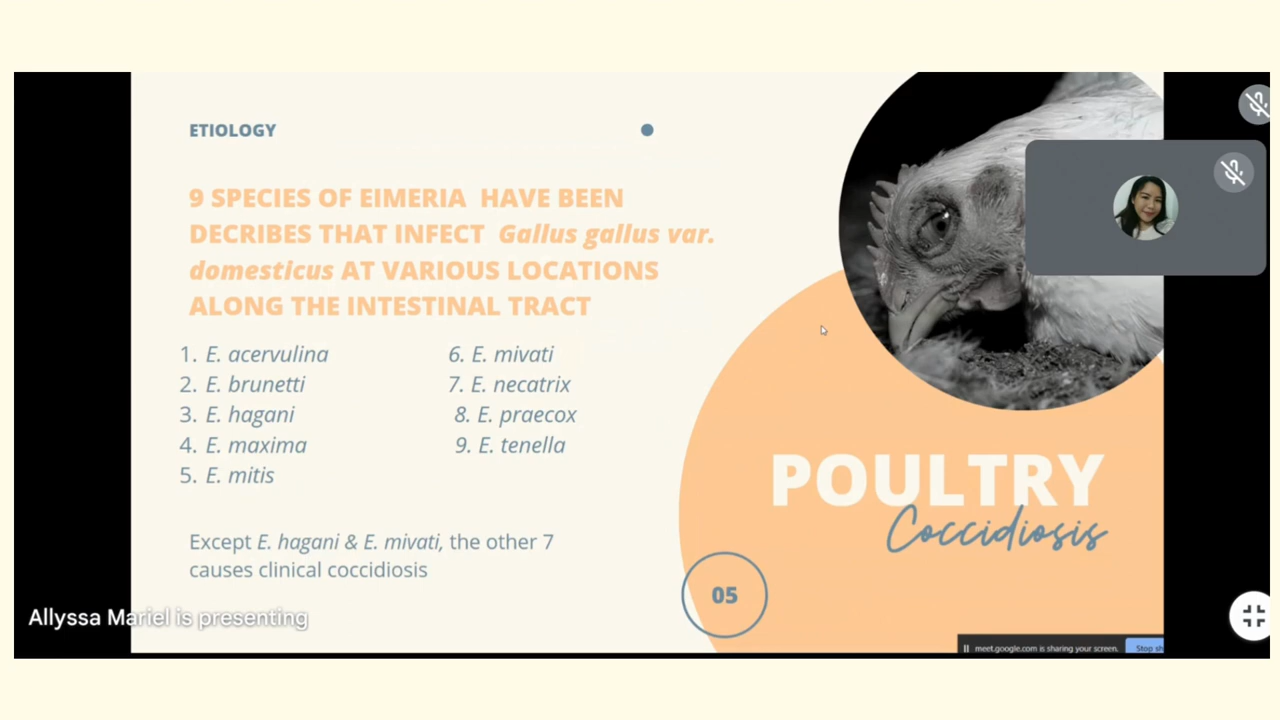 ETIOLOGY
9 SPECIES OF EIMERIA HAVE BEEN
DECRIBES THAT INFECT Gallus gallus var.
domesticus AT VARIOUS LOCATIONS
ALONG THE INTESTINAL TRACT
1. E. acervulina
2. E. brunetti
3. E. hagani
4. E. maxima
5. E. mitis
6. E. mivati
7. E. necatrix
8. E. praecox
9. E. tenella
Except E. hagani & E. mivati, the other 7
causes clinical coccidiosis
POULTRY
Coccidiosis
05
Allyssa Mariel is presenting
meet.google.com is sharing your screen.
Stop sh